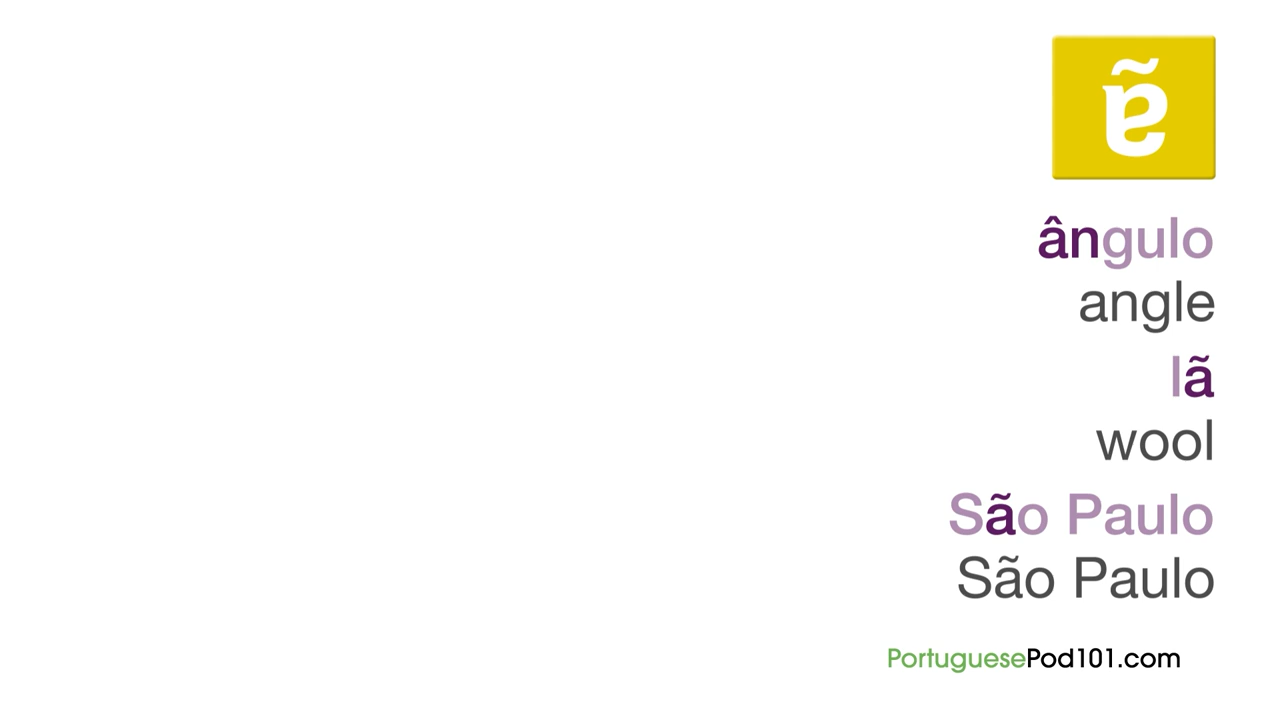 ɐ̃
ângulo
angle
lã
wool
São Paulo
São Paulo
PortuguesePod101.com